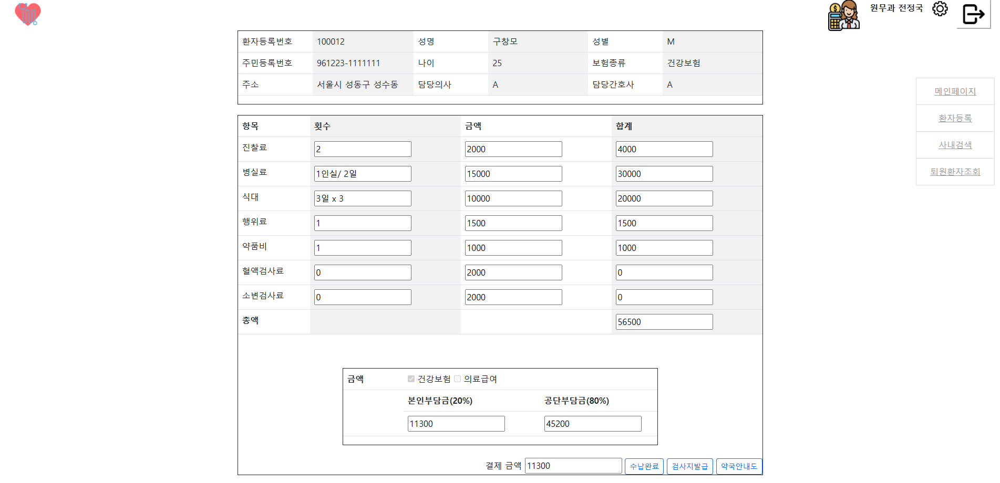 원무과 전정국
환자등록번호 100012 성명 구창모 성별 M
주민등록번호 961223-1111111 나이 25 보험종류 건강보험
주소 서울시 성동구 성수동 담당의사 A 담당간호사 A
메인페이지
환자등록
사내검색
퇴원환자조회
항목 횟수 금액 합계
진찰료 2 2000 4000
병실료 1인실/ 2일 15000 30000
식대 3일 x 3 10000 20000
행위료 1 1500 1500
약품비 1 1000 1000
혈액검사료 0 2000 0
소변검사료 0 2000 0
총액 56500
금액 건강보험 의료급여
본인부담금(20%) 공단부담금(80%)
11300 45200
결제 금액 11300 수납완료 검사지발급 약국안내도